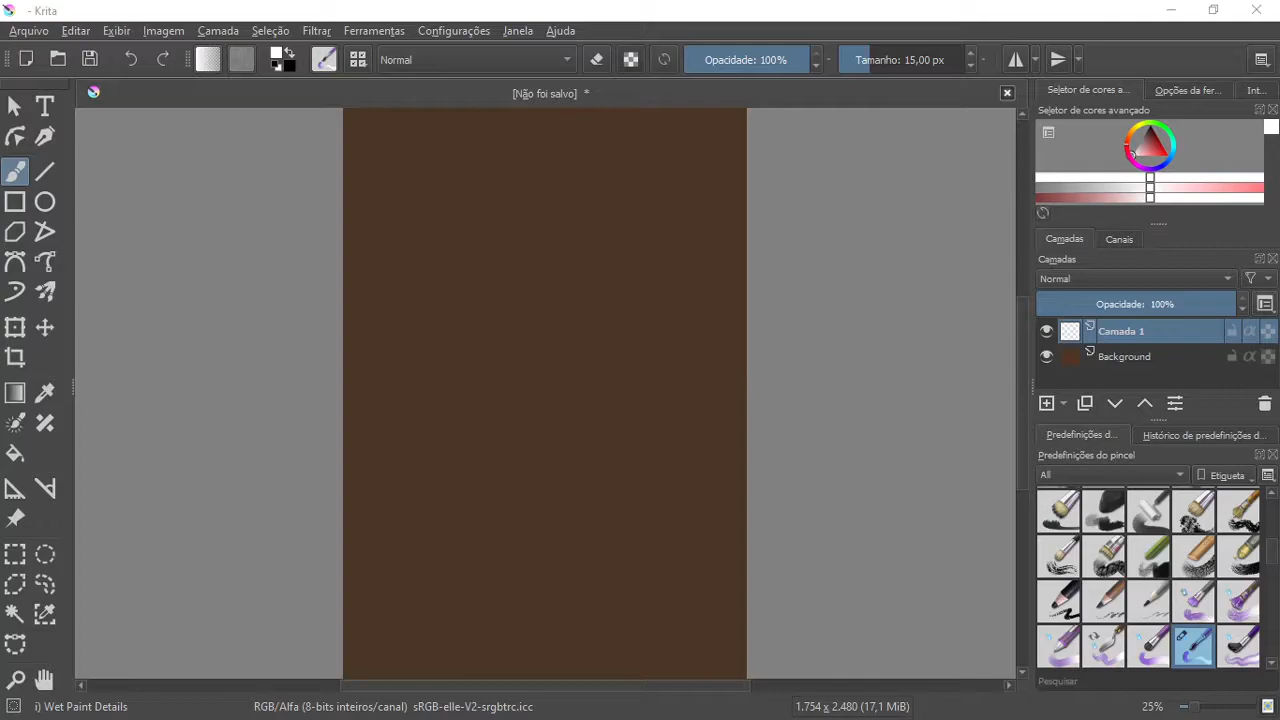 - Krita
Arquivo Editar Exibir Imagem Camada Seleção Filtrar Ferramentas Configurações Janela Ajuda
Normal Opacidade: 100% Tamanho: 15,00 px
[Não foi salvo] *
Seletor de cores a... Opções da fer... Int...
Seletor de cores avançado
Camadas Canais
Camadas
Normal
Opacidade: 100%
Camada 1
Background
Predefinições d... Histórico de predefinições d...
Predefinições do pincel
All Etiqueta
Pesquisar
i) Wet Paint Details RGB/Alfa (8-bits inteiros/canal) sRGB-elle-V2-srgbtrc.icc 1.754 x 2.480 (17,1 MiB) 25%